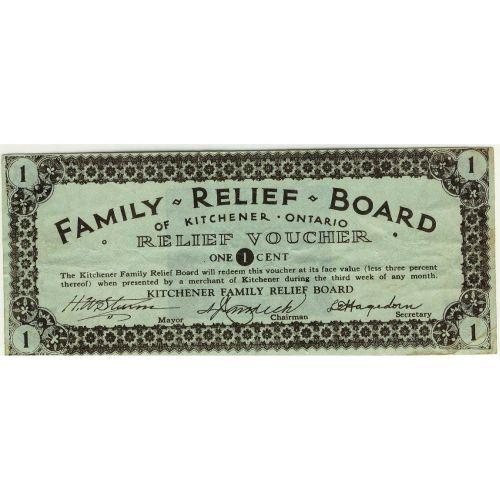 1 1
FAMILY ~ RELIEF ~ BOARD
OF KITCHENER · ONTARIO
RELIEF VOUCHER
ONE 1 CENT
The Kitchener Family Relief Board will redeem this voucher at its face value (less three percent
thereof) when presented by a merchant of Kitchener during the third week of any month.
KITCHENER FAMILY RELIEF BOARD
Mayor Chairman Secretary
1 1